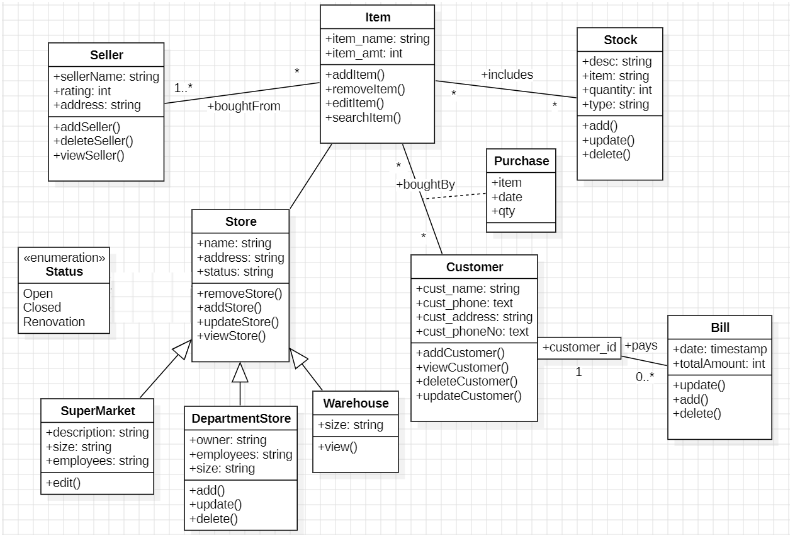 Item
+item_name: string
+item_amt: int
+addItem()
+removeItem()
+editItem()
+searchItem()
Seller
+sellerName: string
+rating: int
+address: string
+addSeller()
+deleteSeller()
+viewSeller()
1..*
*
+boughtFrom
+includes
*
*
Stock
+desc: string
+item: string
+quantity: int
+type: string
+add()
+update()
+delete()
*
+boughtBy
*
Purchase
+item
+date
+qty
Store
+name: string
+address: string
+status: string
+removeStore()
+addStore()
+updateStore()
+viewStore()
«enumeration»
Status
Open
Closed
Renovation
Customer
+cust_name: string
+cust_phone: text
+cust_address: string
+cust_phoneNo: text
+addCustomer()
+viewCustomer()
+deleteCustomer()
+updateCustomer()
+customer_id
1
+pays
0..*
Bill
+date: timestamp
+totalAmount: int
+update()
+add()
+delete()
SuperMarket
+description: string
+size: string
+employees: string
+edit()
DepartmentStore
+owner: string
+employees: string
+size: string
+add()
+update()
+delete()
Warehouse
+size: string
+view()